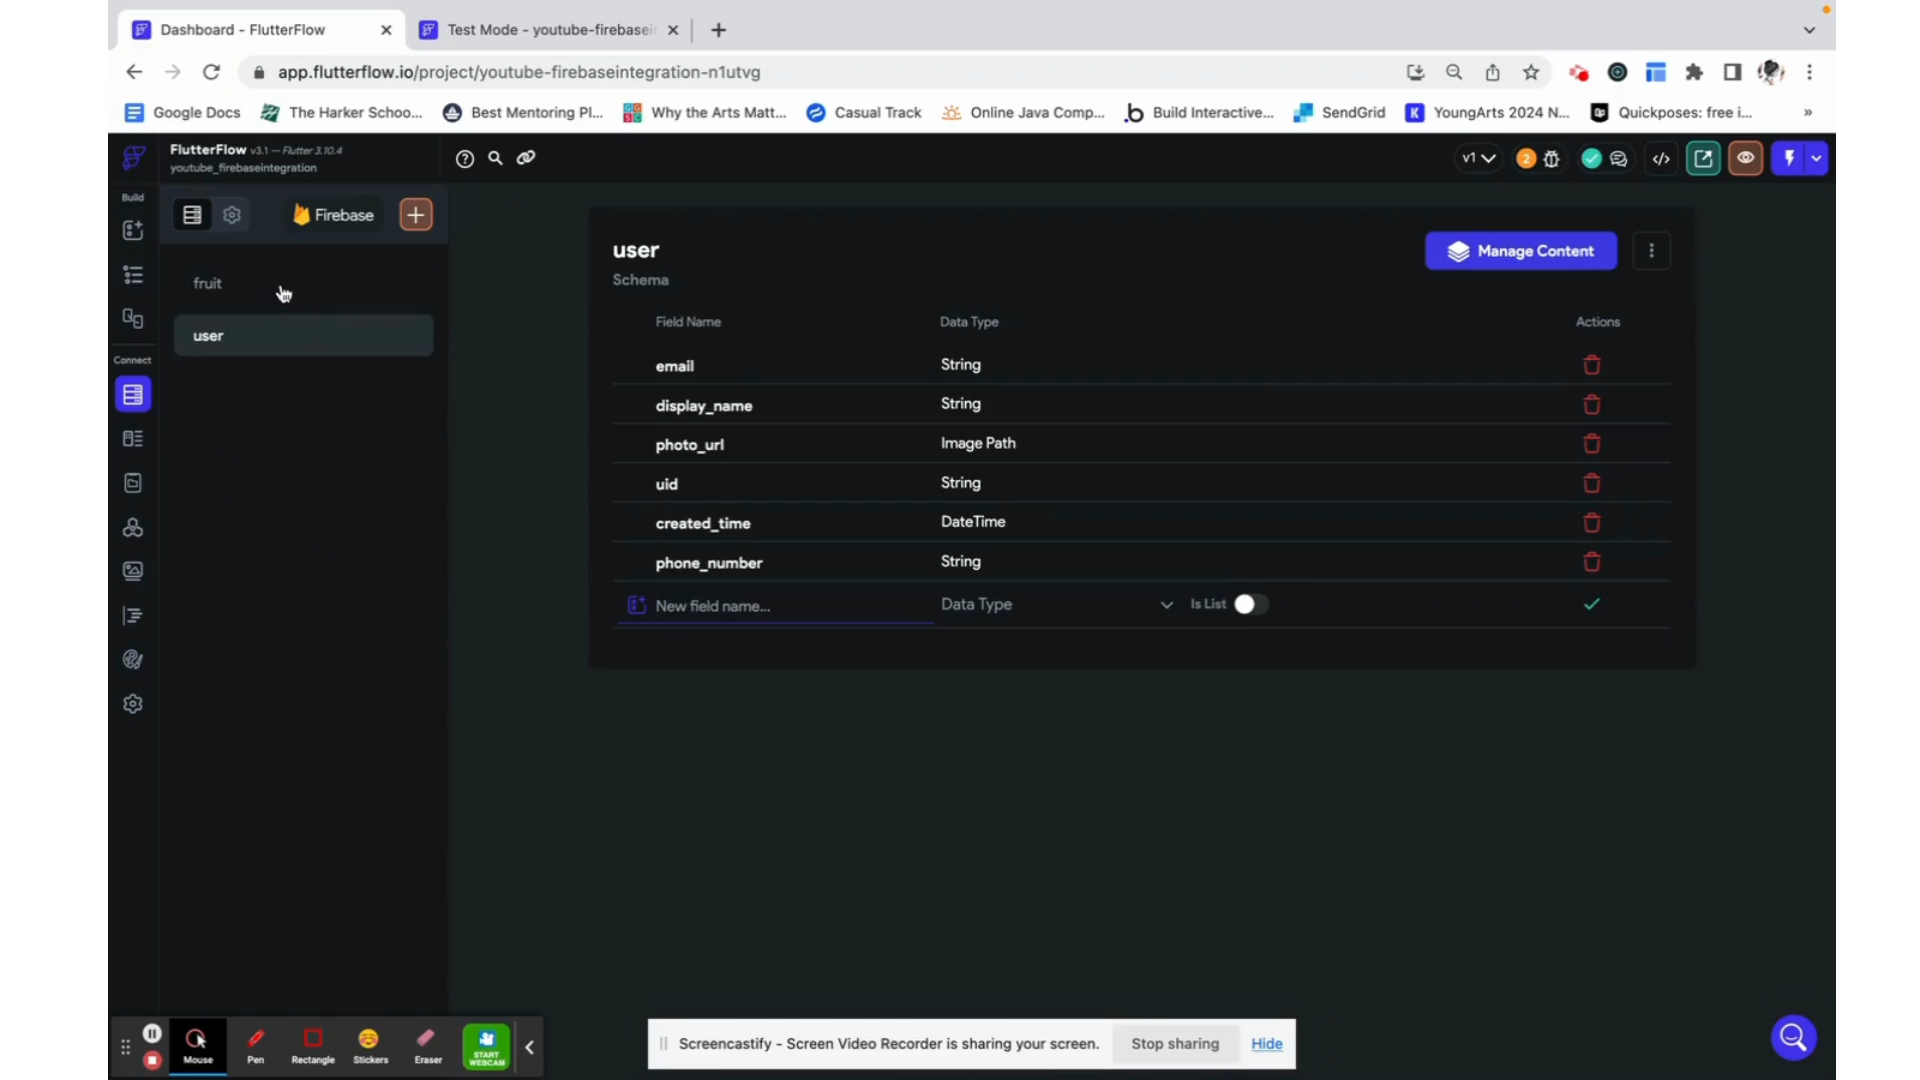 Dashboard - FlutterFlow
Test Mode - youtube-firebasei
app.flutterflow.io/project/youtube-firebaseintegration-n1utvg
Google Docs
The Harker Schoo...
Best Mentoring Pl...
Why the Arts Matt...
Casual Track
Online Java Comp...
Build Interactive...
SendGrid
YoungArts 2024 N...
Quickposes: free i...
FlutterFlow v3.1 — Flutter 3.10.4
youtube_firebaseintegration
v1
2
Build
Firebase
fruit
user
Connect
user
Schema
Manage Content
Field Name Data Type Actions
email String
display_name String
photo_url Image Path
uid String
created_time DateTime
phone_number String
New field name... Data Type Is List
Mouse
Pen
Rectangle
Stickers
Eraser
START
WEBCAM
Screencastify - Screen Video Recorder is sharing your screen.
Stop sharing
Hide